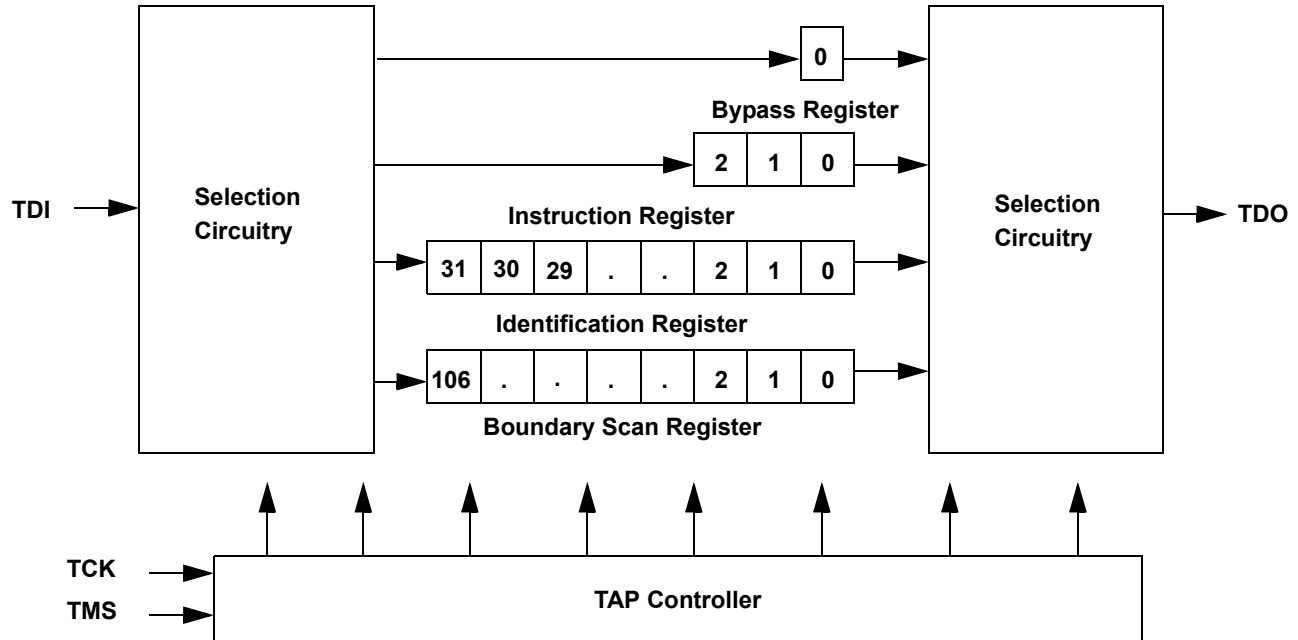 0
Bypass Register
2 1 0
TDI
Selection
Circuitry
Instruction Register
Selection
Circuitry
TDO
31 30 29 . . 2 1 0
Identification Register
106 . . . . 2 1 0
Boundary Scan Register
TCK
TMS
TAP Controller